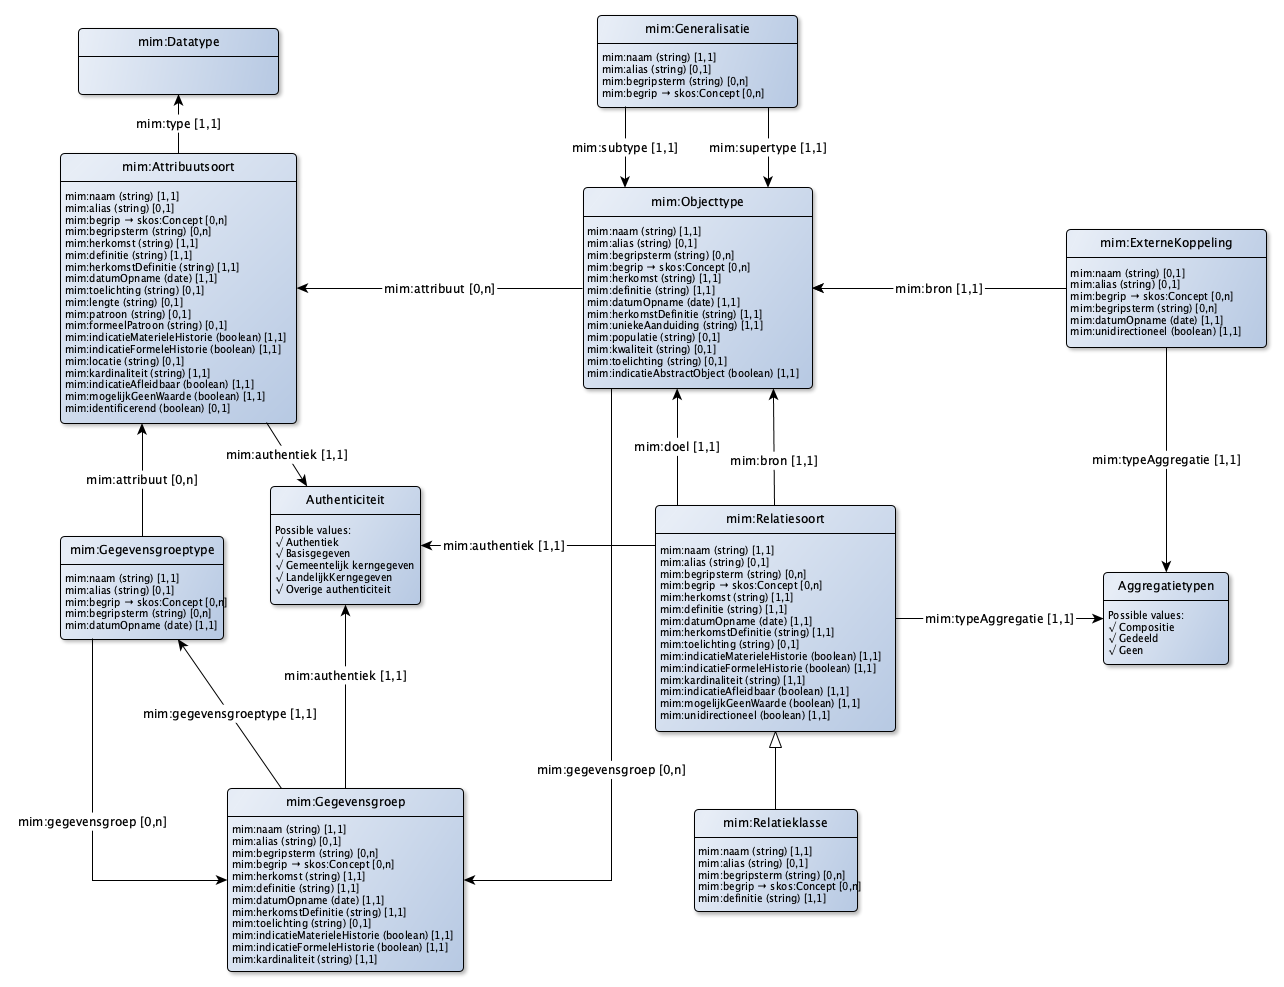 mim:Datatype
mim:type [1,1]
mim:Attribuutsoort
mim:naam (string) [1,1]
mim:alias (string) [0,1]
mim:begrip → skos:Concept [0,n]
mim:begripsterm (string) [0,n]
mim:herkomst (string) [1,1]
mim:definitie (string) [1,1]
mim:herkomstDefinitie (string) [1,1]
mim:datumOpname (date) [1,1]
mim:toelichting (string) [0,1]
mim:lengte (string) [0,1]
mim:patroon (string) [0,1]
mim:formeelPatroon (string) [0,1]
mim:indicatieMaterieleHistorie (boolean) [1,1]
mim:indicatieFormeleHistorie (boolean) [1,1]
mim:locatie (string) [0,1]
mim:kardinaliteit (string) [1,1]
mim:indicatieAfleidbaar (boolean) [1,1]
mim:mogelijkGeenWaarde (boolean) [1,1]
mim:identificerend (boolean) [0,1]
mim:Generalisatie
mim:naam (string) [1,1]
mim:alias (string) [0,1]
mim:begripsterm (string) [0,n]
mim:begrip → skos:Concept [0,n]
mim:subtype [1,1]
mim:supertype [1,1]
mim:Objecttype
mim:naam (string) [1,1]
mim:alias (string) [0,1]
mim:begripsterm (string) [0,n]
mim:begrip → skos:Concept [0,n]
mim:herkomst (string) [1,1]
mim:definitie (string) [1,1]
mim:datumOpname (date) [1,1]
mim:herkomstDefinitie (string) [1,1]
mim:uniekeAanduiding (string) [1,1]
mim:populatie (string) [0,1]
mim:kwaliteit (string) [0,1]
mim:toelichting (string) [0,1]
mim:indicatieAbstractObject (boolean) [1,1]
mim:attribuut [0,n]
mim:bron [1,1]
mim:ExterneKoppeling
mim:naam (string) [0,1]
mim:alias (string) [0,1]
mim:begrip → skos:Concept [0,n]
mim:begripsterm (string) [0,n]
mim:datumOpname (date) [1,1]
mim:unidirectioneel (boolean) [1,1]
mim:doel [1,1]
mim:bron [1,1]
mim:typeAggregatie [1,1]
mim:authentiek [1,1]
mim:attribuut [0,n]
Authenticiteit
Possible values:
√ Authentiek
√ Basisgegeven
√ Gemeentelijk kerngegeven
√ LandelijkKerngegeven
√ Overige authenticiteit
mim:authentiek [1,1]
mim:Relatiesoort
mim:naam (string) [1,1]
mim:alias (string) [0,1]
mim:begripsterm (string) [0,n]
mim:begrip → skos:Concept [0,n]
mim:herkomst (string) [1,1]
mim:definitie (string) [1,1]
mim:datumOpname (date) [1,1]
mim:herkomstDefinitie (string) [1,1]
mim:toelichting (string) [0,1]
mim:indicatieMaterieleHistorie (boolean) [1,1]
mim:indicatieFormeleHistorie (boolean) [1,1]
mim:kardinaliteit (string) [1,1]
mim:indicatieAfleidbaar (boolean) [1,1]
mim:mogelijkGeenWaarde (boolean) [1,1]
mim:unidirectioneel (boolean) [1,1]
mim:typeAggregatie [1,1]
Aggregatietypen
Possible values:
√ Compositie
√ Gedeeld
√ Geen
mim:Gegevensgroeptype
mim:naam (string) [1,1]
mim:alias (string) [0,1]
mim:begrip → skos:Concept [0,n]
mim:begripsterm (string) [0,n]
mim:datumOpname (date) [1,1]
mim:authentiek [1,1]
mim:gegevensgroeptype [1,1]
mim:gegevensgroep [0,n]
mim:gegevensgroep [0,n]
mim:Gegevensgroep
mim:naam (string) [1,1]
mim:alias (string) [0,1]
mim:begripsterm (string) [0,n]
mim:begrip → skos:Concept [0,n]
mim:herkomst (string) [1,1]
mim:definitie (string) [1,1]
mim:datumOpname (date) [1,1]
mim:herkomstDefinitie (string) [1,1]
mim:toelichting (string) [0,1]
mim:indicatieMaterieleHistorie (boolean) [1,1]
mim:indicatieFormeleHistorie (boolean) [1,1]
mim:kardinaliteit (string) [1,1]
mim:Relatieklasse
mim:naam (string) [1,1]
mim:alias (string) [0,1]
mim:begripsterm (string) [0,n]
mim:begrip → skos:Concept [0,n]
mim:definitie (string) [1,1]